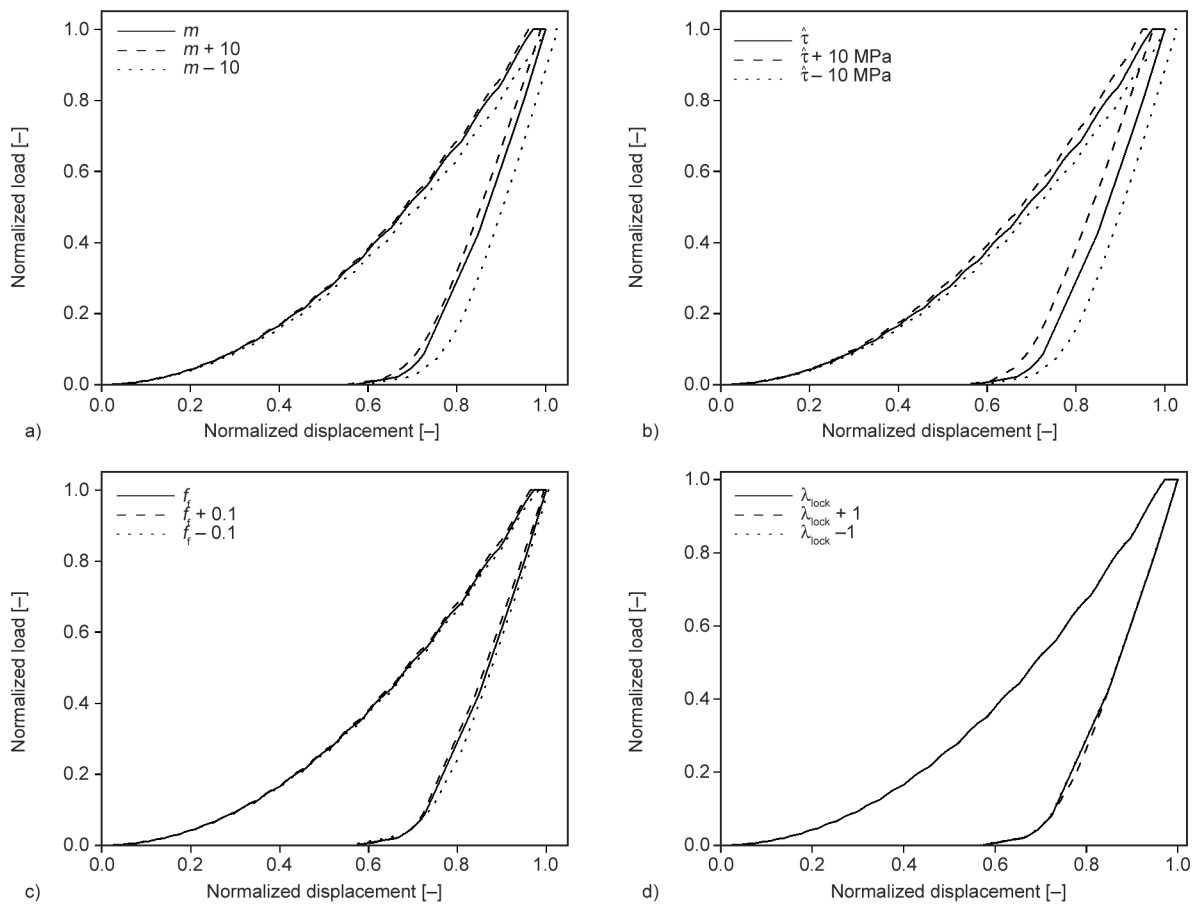 m
m + 10
m – 10
Normalized load [–]
1.0
0.8
0.6
0.4
0.2
0.0
0.0 0.2 0.4 0.6 0.8 1.0
Normalized displacement [–]
a)
τ̂
τ̂ + 10 MPa
τ̂ – 10 MPa
Normalized load [–]
1.0
0.8
0.6
0.4
0.2
0.0
0.0 0.2 0.4 0.6 0.8 1.0
Normalized displacement [–]
b)
f_f
f_f + 0.1
f_f – 0.1
Normalized load [–]
1.0
0.8
0.6
0.4
0.2
0.0
0.0 0.2 0.4 0.6 0.8 1.0
Normalized displacement [–]
c)
λ_lock
λ_lock + 1
λ_lock –1
Normalized load [–]
1.0
0.8
0.6
0.4
0.2
0.0
0.0 0.2 0.4 0.6 0.8 1.0
Normalized displacement [–]
d)